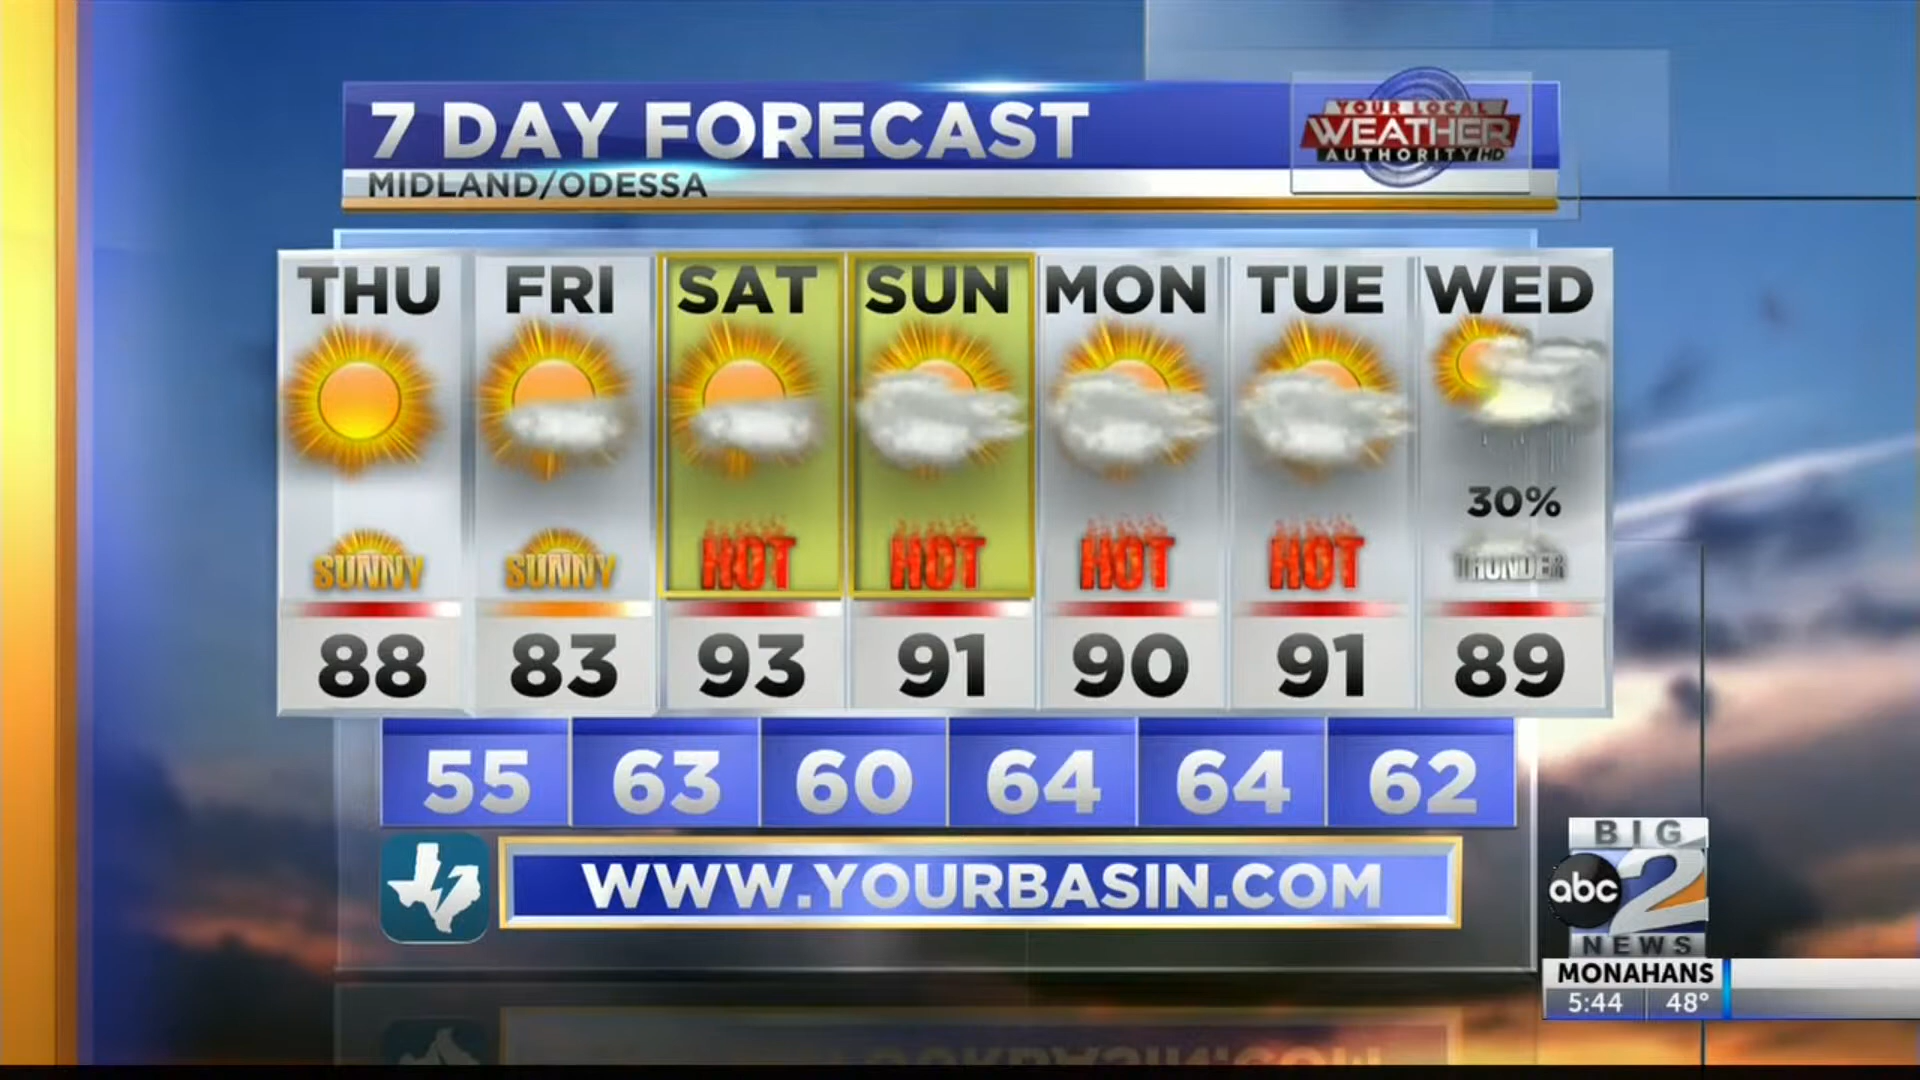 7 DAY FORECAST
MIDLAND/ODESSA
YOUR LOCAL
WEATHER
AUTHORITY HD
THU FRI SAT SUN MON TUE WED
30%
SUNNY SUNNY HOT HOT HOT HOT THUNDER
88 83 93 91 90 91 89
55 63 60 64 64 62
WWW.YOURBASIN.COM
BIG
abc 2
NEWS
MONAHANS
5:44 48°